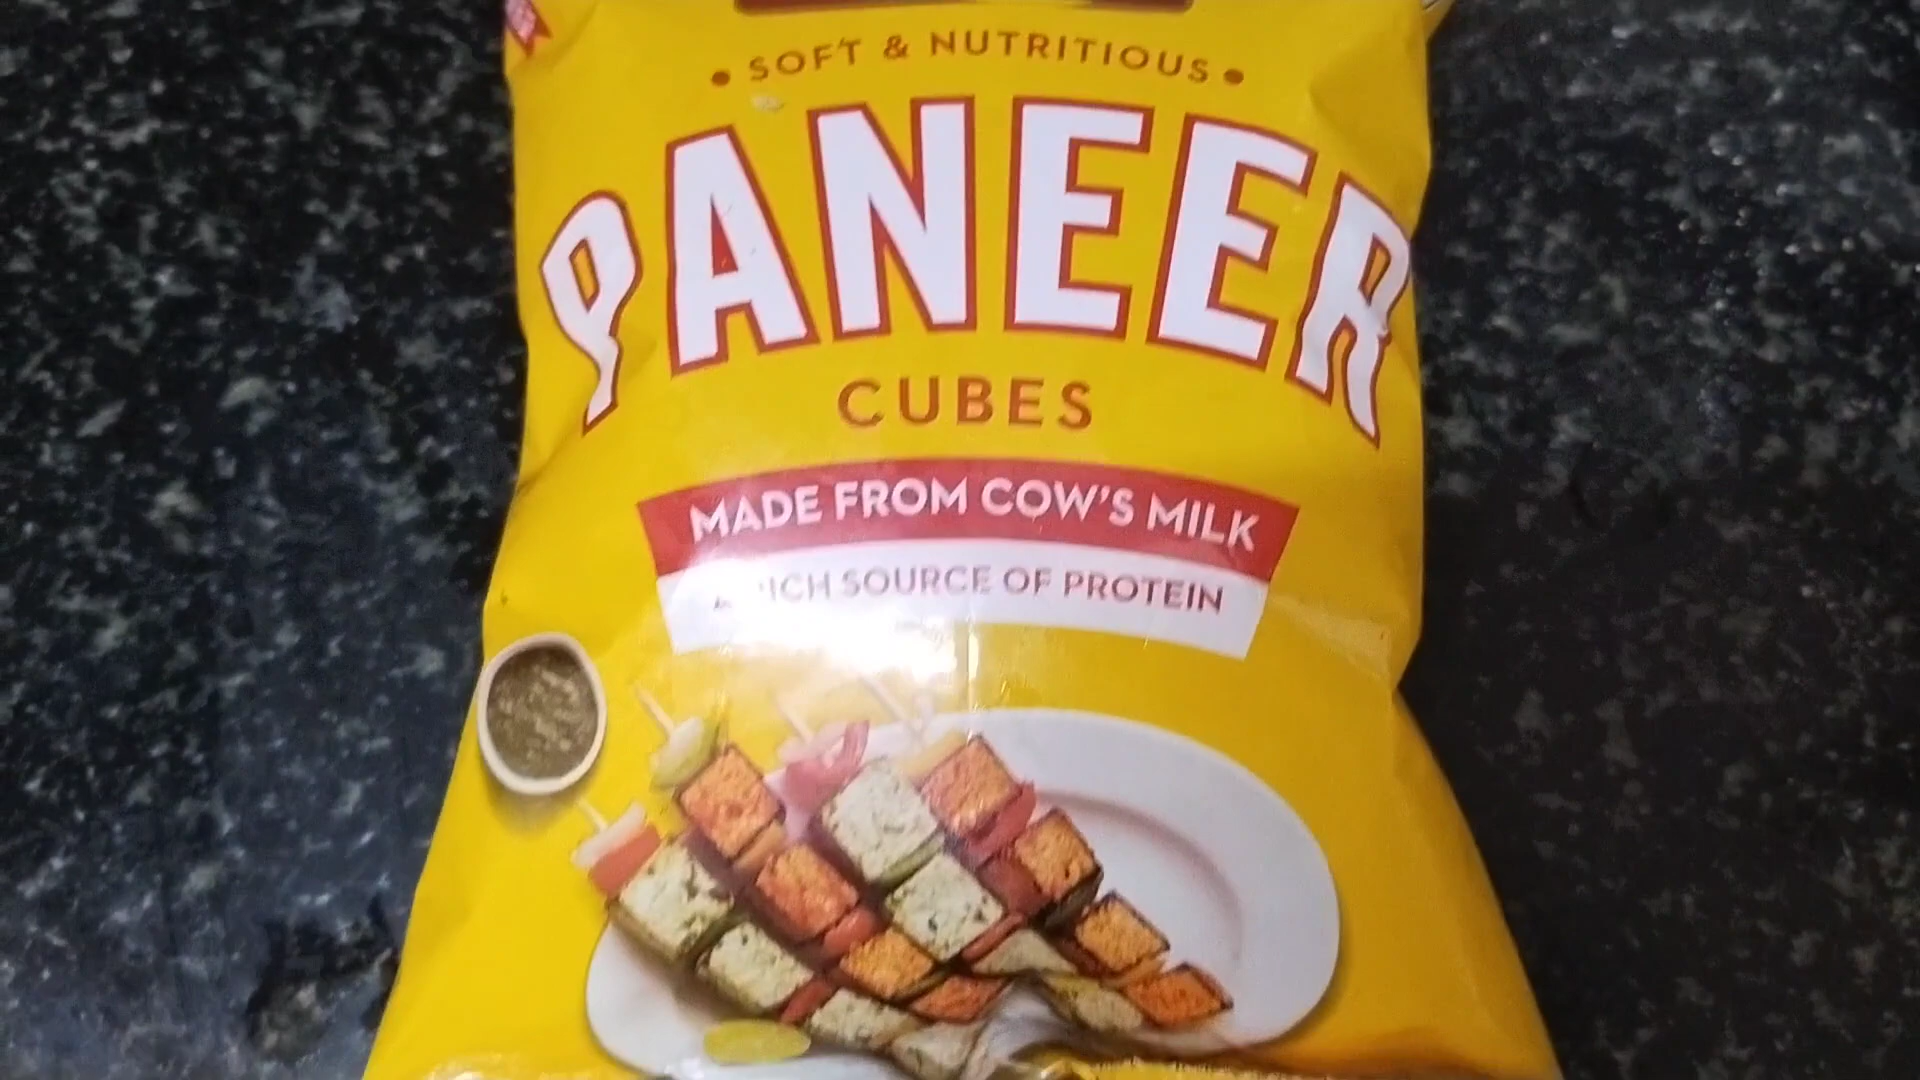 • SOFT & NUTRITIOUS •
PANEER
CUBES
MADE FROM COW'S MILK
SOURCE OF PROTEIN